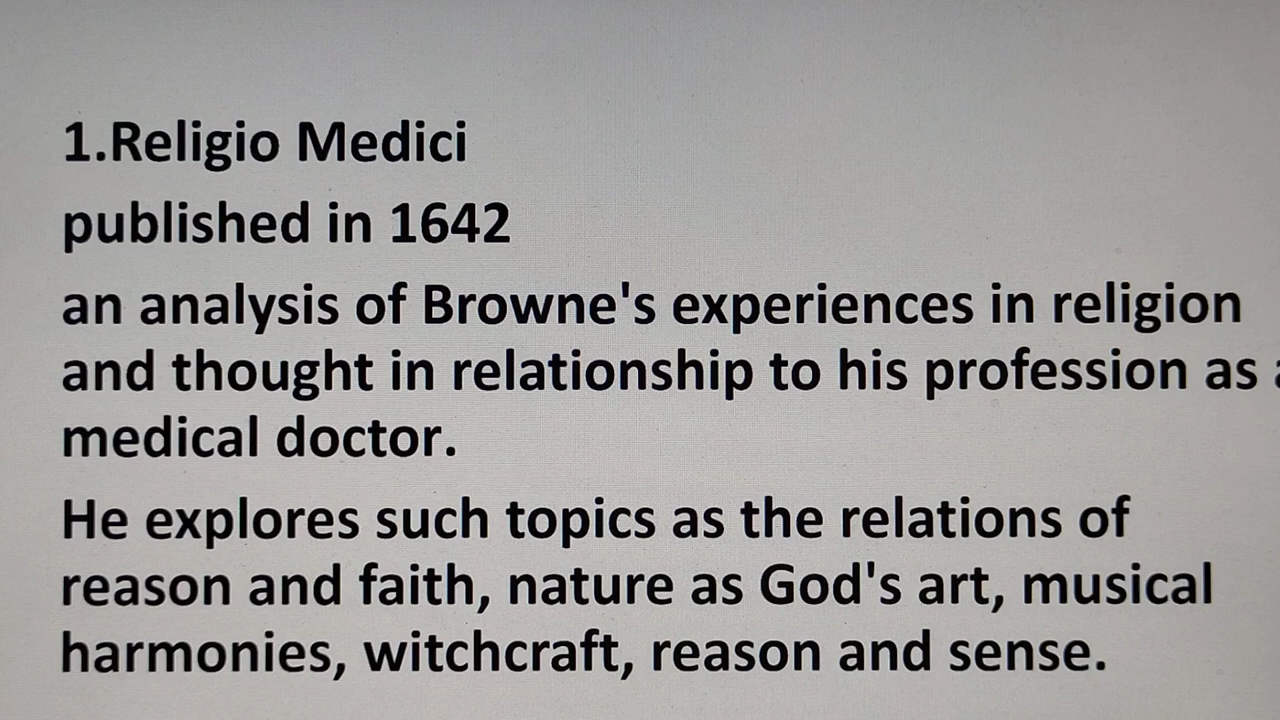 1.Religio Medici
published in 1642
an analysis of Browne's experiences in religion
and thought in relationship to his profession as a
medical doctor.
He explores such topics as the relations of
reason and faith, nature as God's art, musical
harmonies, witchcraft, reason and sense.